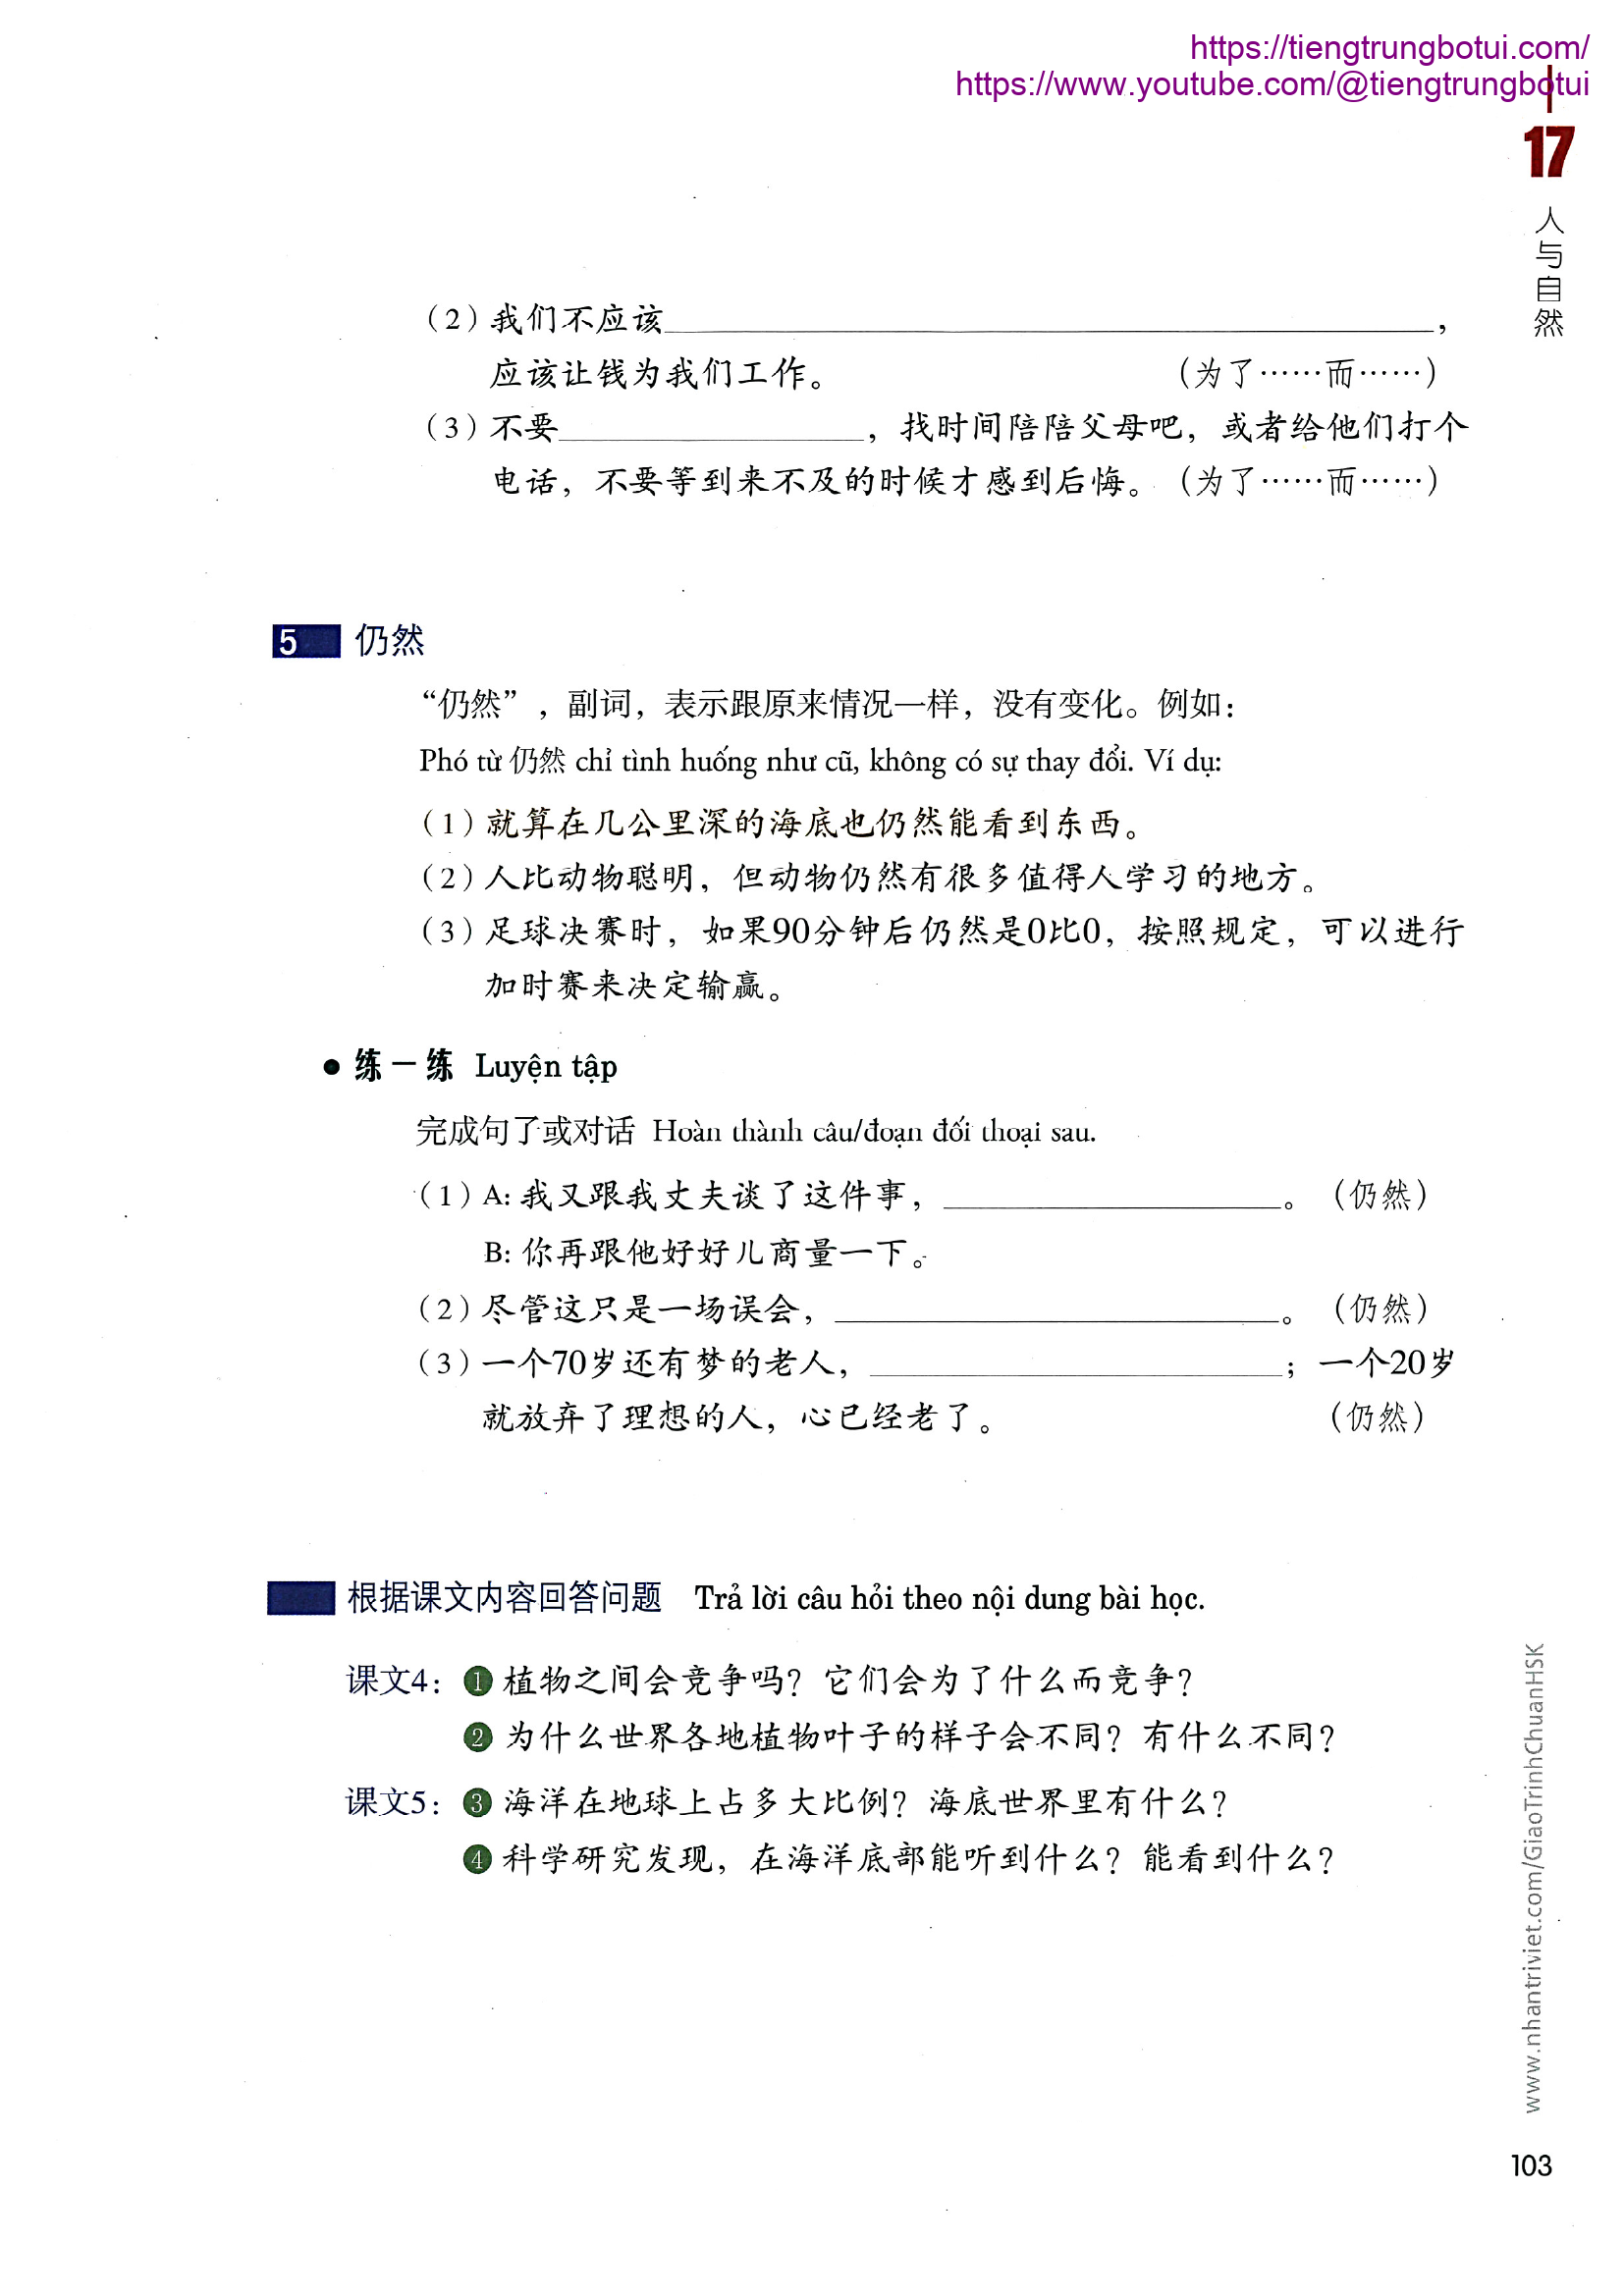 https://tiengtrungbotui.com/
https://www.youtube.com/@tiengtrungbotui
17
人与自然
（2）我们不应该______________________________，
应该让钱为我们工作。 （为了……而……）
（3）不要______________，找时间陪陪父母吧，或者给他们打个
电话，不要等到来不及的时候才感到后悔。（为了……而……）
5 仍然
“仍然”，副词，表示跟原来情况一样，没有变化。例如：
Phó từ 仍然 chỉ tình huống như cũ, không có sự thay đổi. Ví dụ:
（1）就算在几公里深的海底也仍然能看到东西。
（2）人比动物聪明，但动物仍然有很多值得人学习的地方。
（3）足球决赛时，如果90分钟后仍然是0比0，按照规定，可以进行
加时赛来决定输赢。
● 练一练 Luyện tập
完成句子或对话 Hoàn thành câu/đoạn đối thoại sau.
（1）A: 我又跟我丈夫谈了这件事，______________。（仍然）
B: 你再跟他好好儿商量一下。
（2）尽管这只是一场误会，__________________。（仍然）
（3）一个70岁还有梦的老人，________________；一个20岁
就放弃了理想的人，心已经老了。 （仍然）
根据课文内容回答问题 Trả lời câu hỏi theo nội dung bài học.
课文4：❶ 植物之间会竞争吗？它们会为了什么而竞争？
❷ 为什么世界各地植物叶子的样子会不同？有什么不同？
课文5：❸ 海洋在地球上占多大比例？海底世界里有什么？
❹ 科学研究发现，在海洋底部能听到什么？能看到什么？
www.nhantriviet.com/GiaoTrinhChuanHSK
103